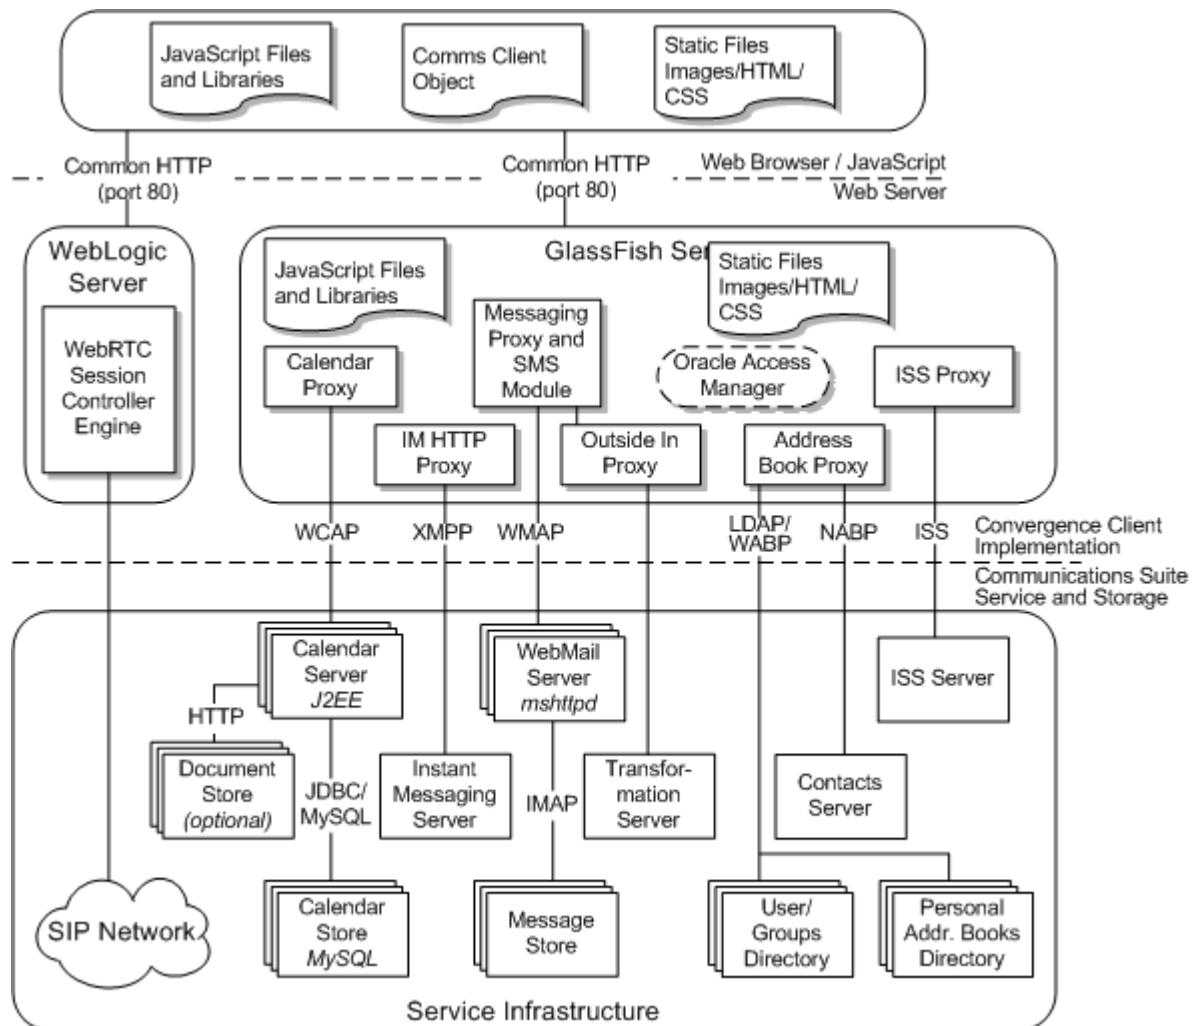 JavaScript Files
and Libraries
Comms Client
Object
Static Files
Images/HTML/
CSS
Common HTTP
(port 80)
Common HTTP
(port 80)
Web Browser / JavaScript
Web Server
WebLogic
Server
WebRTC
Session
Controller
Engine
GlassFish Ser
JavaScript Files
and Libraries
Static Files
Images/HTML/
CSS
Calendar
Proxy
Messaging
Proxy and
SMS
Module
Oracle Access
Manager
ISS Proxy
IM HTTP
Proxy
Outside In
Proxy
Address
Book Proxy
WCAP
XMPP
WMAP
LDAP/
WABP
NABP
ISS
Convergence Client
Implementation
Communications Suite
Service and Storage
Calendar
Server
J2EE
WebMail
Server
mshttpd
ISS Server
HTTP
Document
Store
(optional)
JDBC/
MySQL
Instant
Messaging
Server
IMAP
Transfor-
mation
Server
Contacts
Server
SIP Network
Calendar
Store
MySQL
Message
Store
User/
Groups
Directory
Personal
Addr. Books
Directory
Service Infrastructure